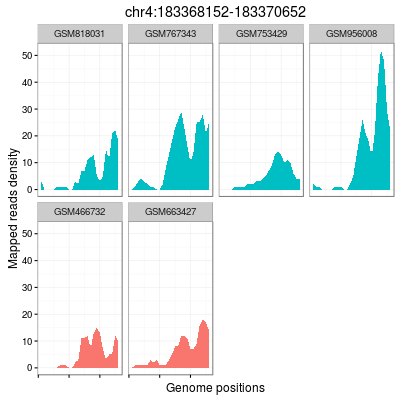 chr4:183368152-183370652
GSM818031 GSM767343 GSM753429 GSM956008
50
40
30
20
10
0
Mapped reads density
GSM466732 GSM663427
50
40
30
20
10
0
Genome positions